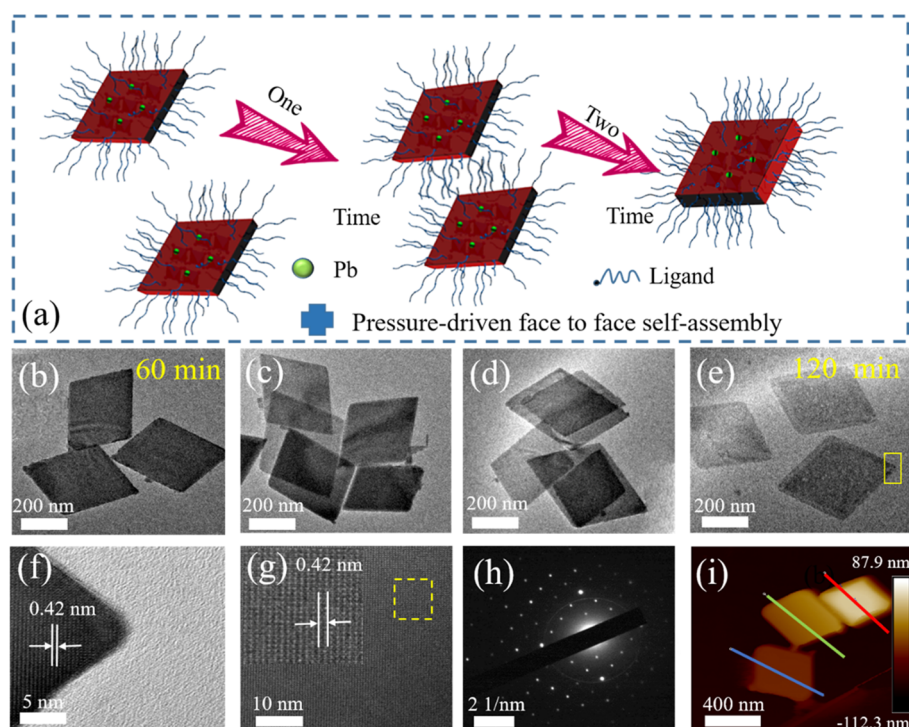 One
Two
Time
Time
Pb
Ligand
(a)
Pressure-driven face to face self-assembly
(b)
60 min
200 nm
(c)
200 nm
(d)
200 nm
(e)
120 min
200 nm
(f)
0.42 nm
5 nm
(g)
0.42 nm
10 nm
(h)
2 1/nm
(i)
87.9 nm
400 nm
-112.3 nm